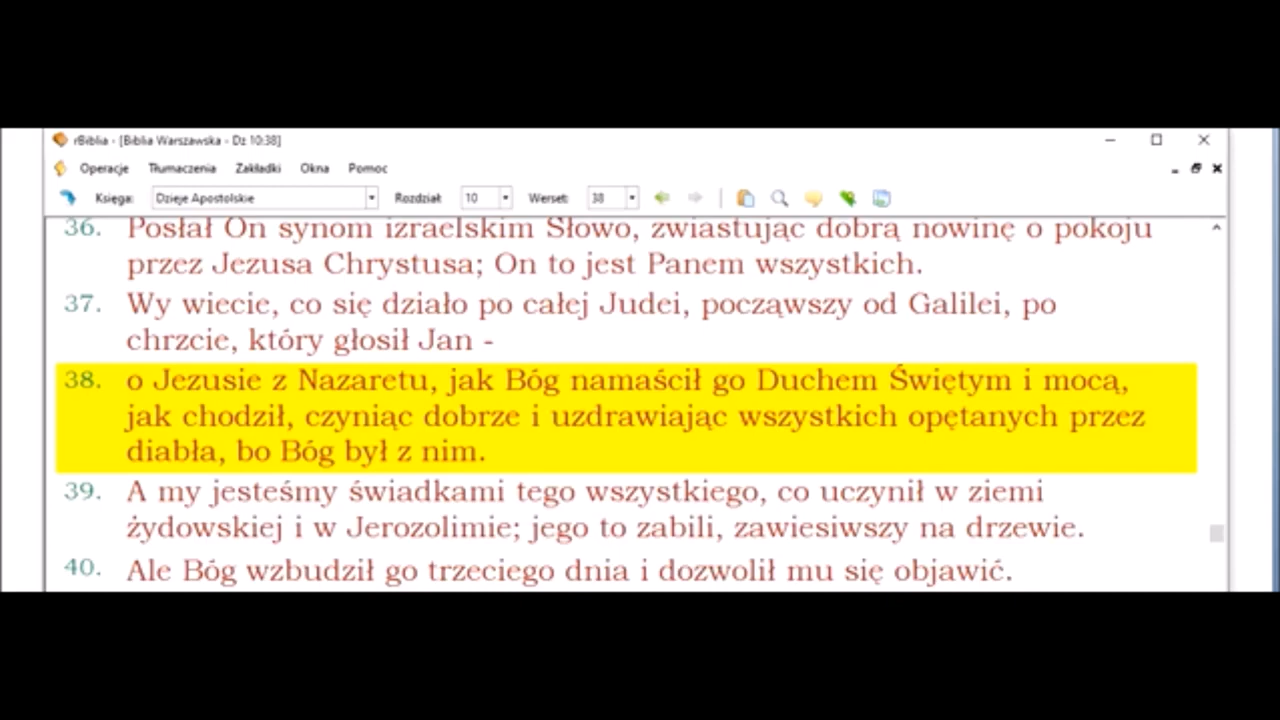 rBiblia - [Biblia Warszawska - Dz 10:38]
Operacje Tłumaczenia Zakładki Okna Pomoc
Księga: Dzieje Apostolskie Rozdział 10 Werset: 38
36. Posłał On synom izraelskim Słowo, zwiastując dobrą nowinę o pokoju
przez Jezusa Chrystusa; On to jest Panem wszystkich.
37. Wy wiecie, co się działo po całej Judei, począwszy od Galilei, po
chrzcie, który głosił Jan -
38. o Jezusie z Nazaretu, jak Bóg namaścił go Duchem Świętym i mocą,
jak chodził, czyniąc dobrze i uzdrawiając wszystkich opętanych przez
diabła, bo Bóg był z nim.
39. A my jesteśmy świadkami tego wszystkiego, co uczynił w ziemi
żydowskiej i w Jerozolimie; jego to zabili, zawiesiwszy na drzewie.
40. Ale Bóg wzbudził go trzeciego dnia i dozwolił mu się objawić.